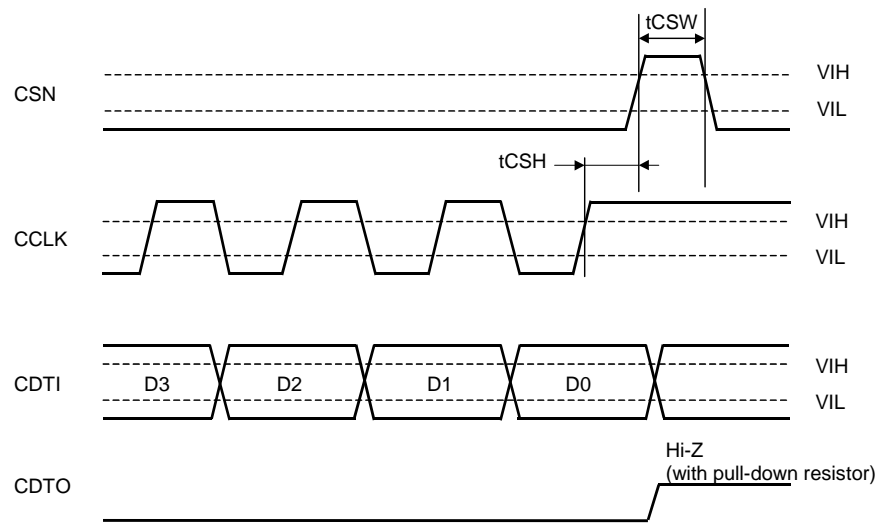 tCSW
VIH
CSN
VIL
tCSH
VIH
CCLK
VIL
VIH
CDTI D3 D2 D1 D0
VIL
Hi-Z
(with pull-down resistor)
CDTO